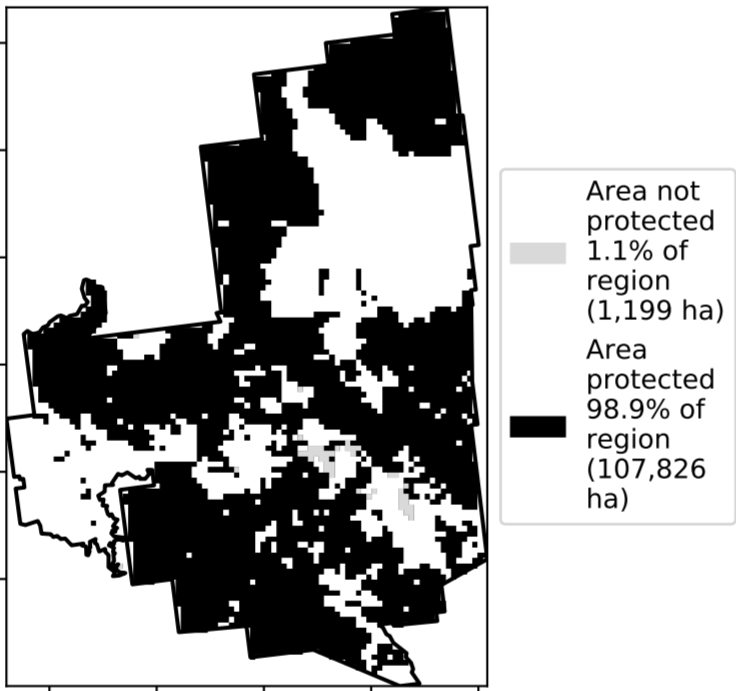 Area not
protected
1.1% of
region
(1,199 ha)
Area
protected
98.9% of
region
(107,826
ha)